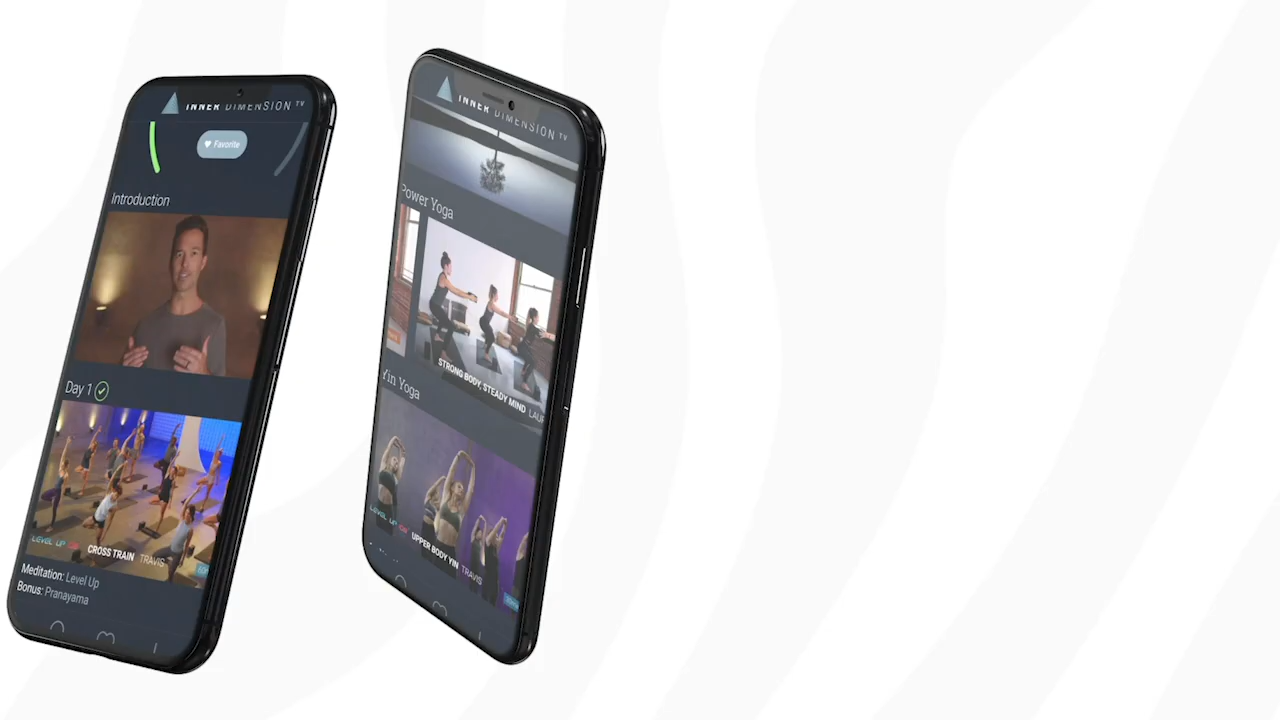 INNER DIMENSION TV
Favorite
Introduction
Day 1
LEVEL UP
CROSS TRAIN TRAVIS
Meditation: Level Up
Bonus: Pranayama
INNER DIMENSION TV
Power Yoga
STRONG BODY, STEADY MIND
Yin Yoga
LEVEL UP
UPPER BODY YIN TRAVIS